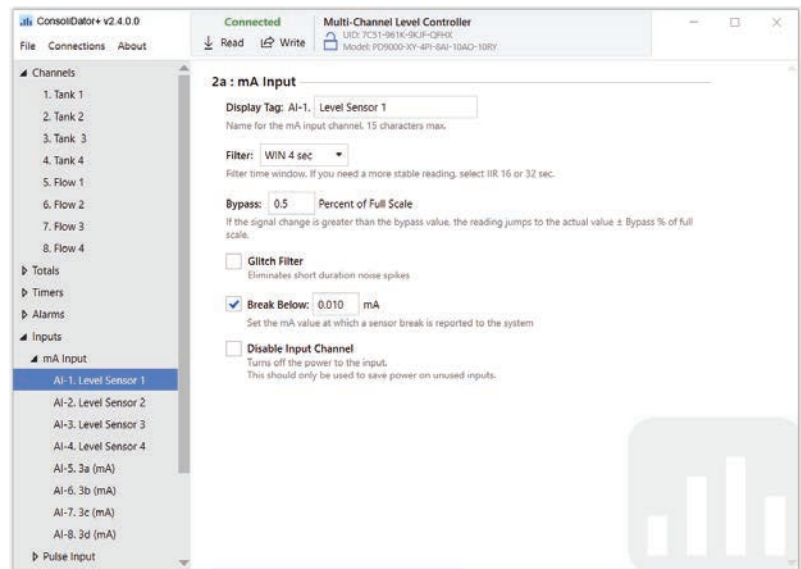 ConsoliDator+ v2.4.0.0
File Connections About
Connected
Read Write
Multi-Channel Level Controller
UID: 7C51-961K-9KJF-QFHX
Model: PD9000-XY-4PI-8AI-10AO-10RY
Channels
1. Tank 1
2. Tank 2
3. Tank 3
4. Tank 4
5. Flow 1
6. Flow 2
7. Flow 3
8. Flow 4
Totals
Timers
Alarms
Inputs
mA Input
AI-1. Level Sensor 1
AI-2. Level Sensor 2
AI-3. Level Sensor 3
AI-4. Level Sensor 4
AI-5. 3a (mA)
AI-6. 3b (mA)
AI-7. 3c (mA)
AI-8. 3d (mA)
Pulse Input
2a : mA Input
Display Tag: AI-1. Level Sensor 1
Name for the mA input channel. 15 characters max.
Filter: WIN 4 sec
Filter time window. If you need a more stable reading, select IIR 16 or 32 sec.
Bypass: 0.5 Percent of Full Scale
If the signal change is greater than the bypass value, the reading jumps to the actual value ± Bypass % of full
scale.
Glitch Filter
Eliminates short duration noise spikes
Break Below: 0.010 mA
Set the mA value at which a sensor break is reported to the system
Disable Input Channel
Turns off the power to the input.
This should only be used to save power on unused inputs.